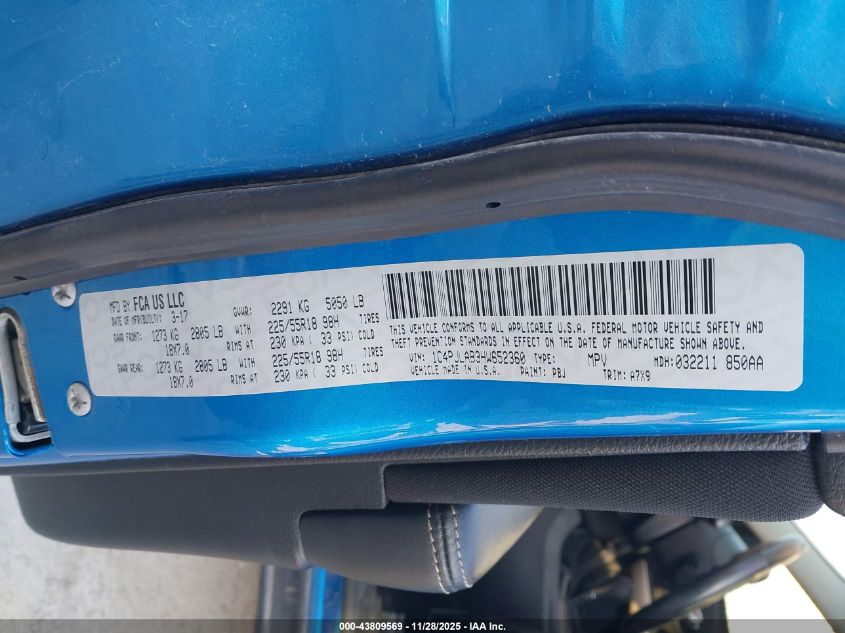 MFD BY FCA US LLC
DATE OF MFR(BUILT): 3-17 GVWR: 2291 KG 5050 LB
GAWR FRONT: 1273 KG 2805 LB WITH 225/55R18 98H TIRES
18X7.0 RIMS AT 230 KPA ( 33 PSI) COLD
GAWR REAR: 1273 KG 2805 LB WITH 225/55R18 98H TIRES
18X7.0 RIMS AT 230 KPA ( 33 PSI) COLD
THIS VEHICLE CONFORMS TO ALL APPLICABLE U.S.A. FEDERAL MOTOR VEHICLE SAFETY AND
THEFT PREVENTION STANDARDS IN EFFECT ON THE DATE OF MANUFACTURE SHOWN ABOVE.
VIN: 1C4PJLAB3HW652360 TYPE: MPV MDH: 032211 850AA
VEHICLE MADE IN U.S.A. PAINT: PBJ TRIM: A7X9
000-43809569 - 11/28/2025 - IAA Inc.